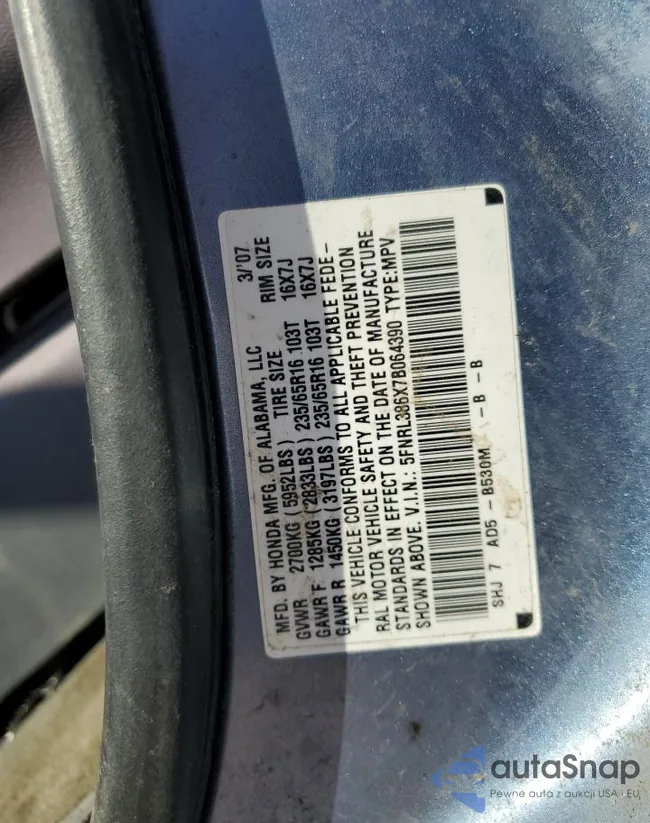 MFD. BY HONDA MFG. OF ALABAMA, LLC 3/'07
GVWR 2700KG (5952LBS) TIRE SIZE RIM SIZE
GAWR F 1285KG (2833LBS) 235/65R16 103T 16X7J
GAWR R 1450KG (3197LBS) 235/65R16 103T 16X7J
THIS VEHICLE CONFORMS TO ALL APPLICABLE FEDE-
RAL MOTOR VEHICLE SAFETY AND THEFT PREVENTION
STANDARDS IN EFFECT ON THE DATE OF MANUFACTURE
SHOWN ABOVE. V.I.N.: 5FNRL386X7B064390 TYPE:MPV
SHJ 7 AD5 - B530M -B - B
autaSnap
Pewne auta z aukcji USA i EU